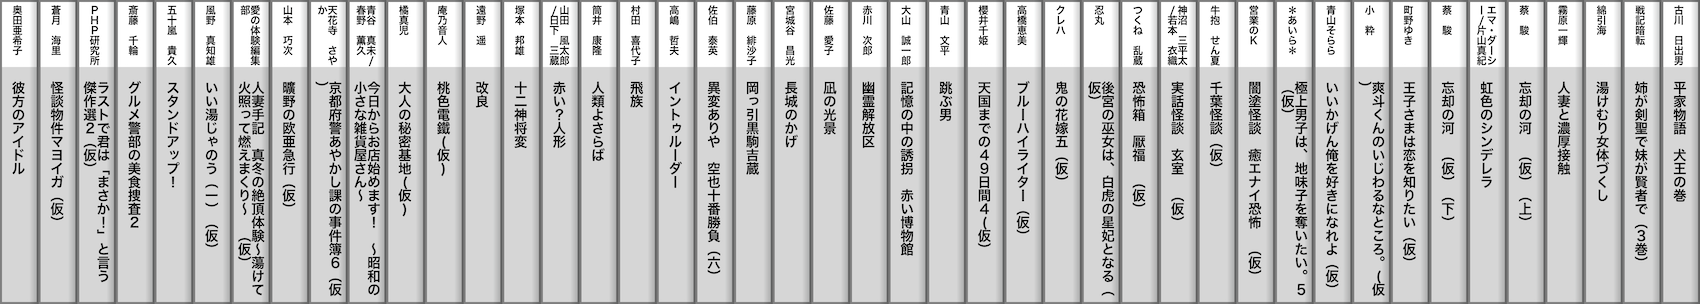 古川　日出男
平家物語　犬王の巻
戦記暗転
姉が剣聖で妹が賢者で（３巻）
綿引海
湯けむり女体づくし
霧原一輝
人妻と濃厚接触
蔡　駿
忘却の河　（仮）　（上）
エマ・ダーシ
ー/片山真紀
虹色のシンデレラ
蔡　駿
忘却の河　（仮）　（下）
町野ゆき
王子さまは恋を知りたい（仮）
小　粋
爽斗くんのいじわるなところ。(仮
)
青山そらら
いいかげん俺を好きになれよ（仮）
＊あいら＊
極上男子は、地味子を奪いたい。５
（仮）
営業のＫ
闇塗怪談　癒エナイ恐怖　（仮）
牛抱　せん夏
千葉怪談（仮）
神沼　三平太
/若本　衣織
実話怪談　玄室　（仮）
つくね　乱蔵
恐怖箱　厭福　（仮）
忍丸
後宮の巫女は、白虎の星妃となる（
仮）
クレハ
鬼の花嫁五（仮）
高橋恵美
ブルーハイライター（仮）
櫻井千姫
天国までの４９日間４(仮)
青山　文平
跳ぶ男
大山　誠一郎
記憶の中の誘拐　赤い博物館
赤川　次郎
幽霊解放区
佐藤　愛子
凪の光景
宮城谷　昌光
長城のかげ
藤原　緋沙子
岡っ引黒駒吉蔵
佐伯　泰英
異変ありや　空也十番勝負（六）
高嶋　哲夫
イントゥルーダー
村田　喜代子
飛族
筒井　康隆
人類よさらば
山田　風太郎
/日下　三蔵
赤い？人形
塚本　邦雄
十二神将変
遠野　遥
改良
庵乃音人
桃色電鐵(仮)
橘真児
大人の秘密基地(仮)
青谷　真未/
春野　薫久
今日からお店始めます！　～昭和の
小さな雑貨屋さん～
天花寺　さや
か
京都府警あやかし課の事件簿６（仮
）
山本　巧次
曠野の欧亜急行（仮）
愛の体験編集
部
人妻手記　真冬の絶頂体験～蕩けて
火照って燃えまくり～　　（仮）
風野　真知雄
いい湯じゃのう（一）　（仮）
五十嵐　貴久
スタンドアップ！
斎藤　千輪
グルメ警部の美食捜査２
ＰＨＰ研究所
ラストで君は「まさか！」と言う
傑作選２（仮）
蒼月　海里
怪談物件マヨイガ（仮）
奥田亜希子
彼方のアイドル